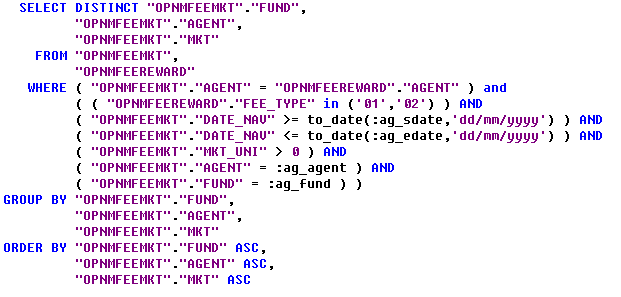 SELECT DISTINCT "OPNMFEEMKT"."FUND",
"OPNMFEEMKT"."AGENT",
"OPNMFEEMKT"."MKT"
FROM "OPNMFEEMKT",
"OPNMFEEREWARD"
WHERE ( "OPNMFEEMKT"."AGENT" = "OPNMFEEREWARD"."AGENT" ) and
( ( "OPNMFEEREWARD"."FEE_TYPE" in ('01','02') ) AND
( "OPNMFEEMKT"."DATE_NAV" >= to_date(:ag_sdate,'dd/mm/yyyy') ) AND
( "OPNMFEEMKT"."DATE_NAV" <= to_date(:ag_edate,'dd/mm/yyyy') ) AND
( "OPNMFEEMKT"."MKT_UNI" > 0 ) AND
( "OPNMFEEMKT"."AGENT" = :ag_agent ) AND
( "OPNMFEEMKT"."FUND" = :ag_fund ) )
GROUP BY "OPNMFEEMKT"."FUND",
"OPNMFEEMKT"."AGENT",
"OPNMFEEMKT"."MKT"
ORDER BY "OPNMFEEMKT"."FUND" ASC,
"OPNMFEEMKT"."AGENT" ASC,
"OPNMFEEMKT"."MKT" ASC